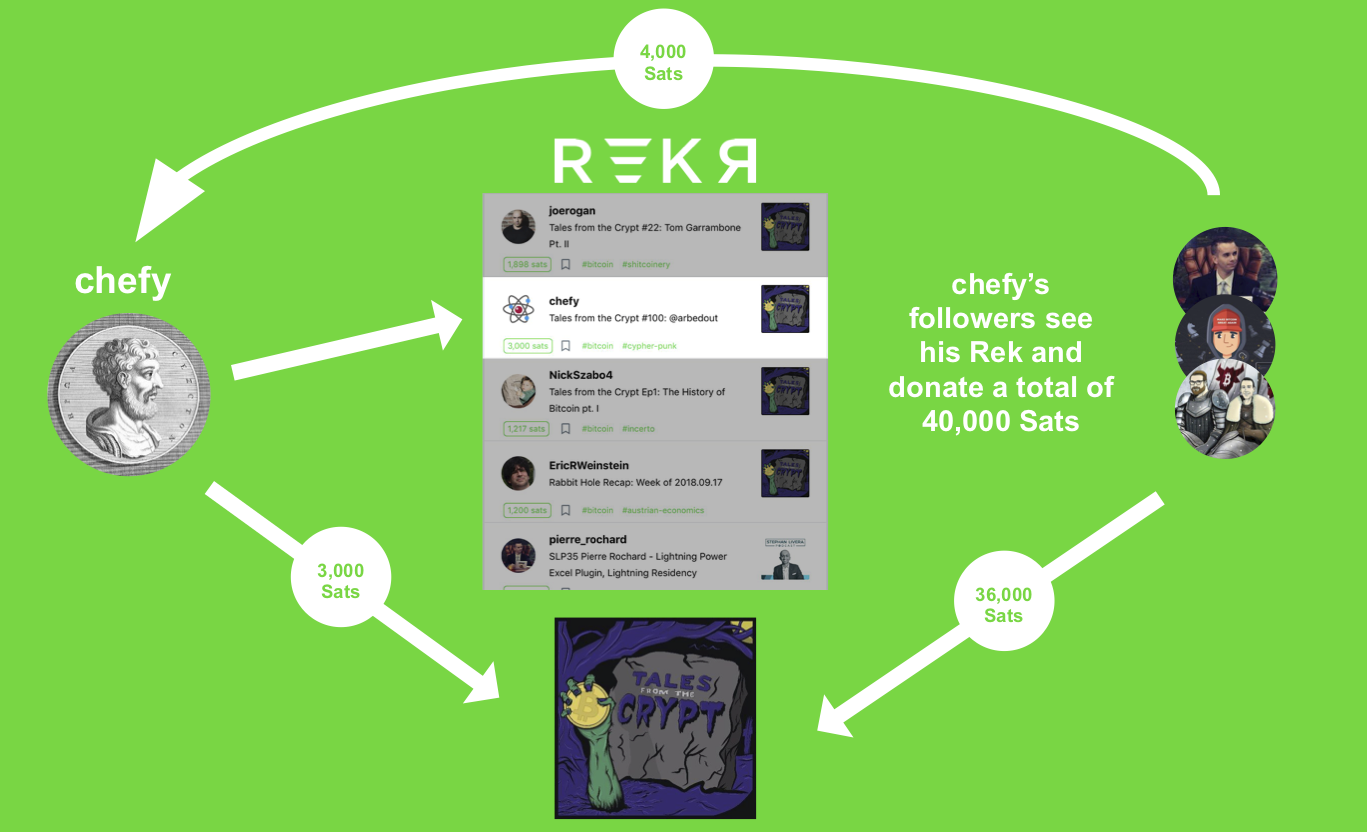 4,000
Sats
REKR
joerogan
Tales from the Crypt #22: Tom Garrambone
Pt. II
1,898 sats #bitcoin #shitcoinery
chefy
chefy
Tales from the Crypt #100: @arbedout
3,000 sats #bitcoin #cypher-punk
NickSzabo4
Tales from the Crypt Ep1: The History of
Bitcoin pt. I
1,217 sats #bitcoin #incerto
EricRWeinstein
Rabbit Hole Recap: Week of 2018.09.17
1,200 sats #bitcoin #austrian-economics
pierre_rochard
SLP35 Pierre Rochard - Lightning Power
Excel Plugin, Lightning Residency
STEPHAN LIVERA
PODCAST
chefy's
followers see
his Rek and
donate a total of
40,000 Sats
3,000
Sats
36,000
Sats
TALES
FROM THE
CRYPT